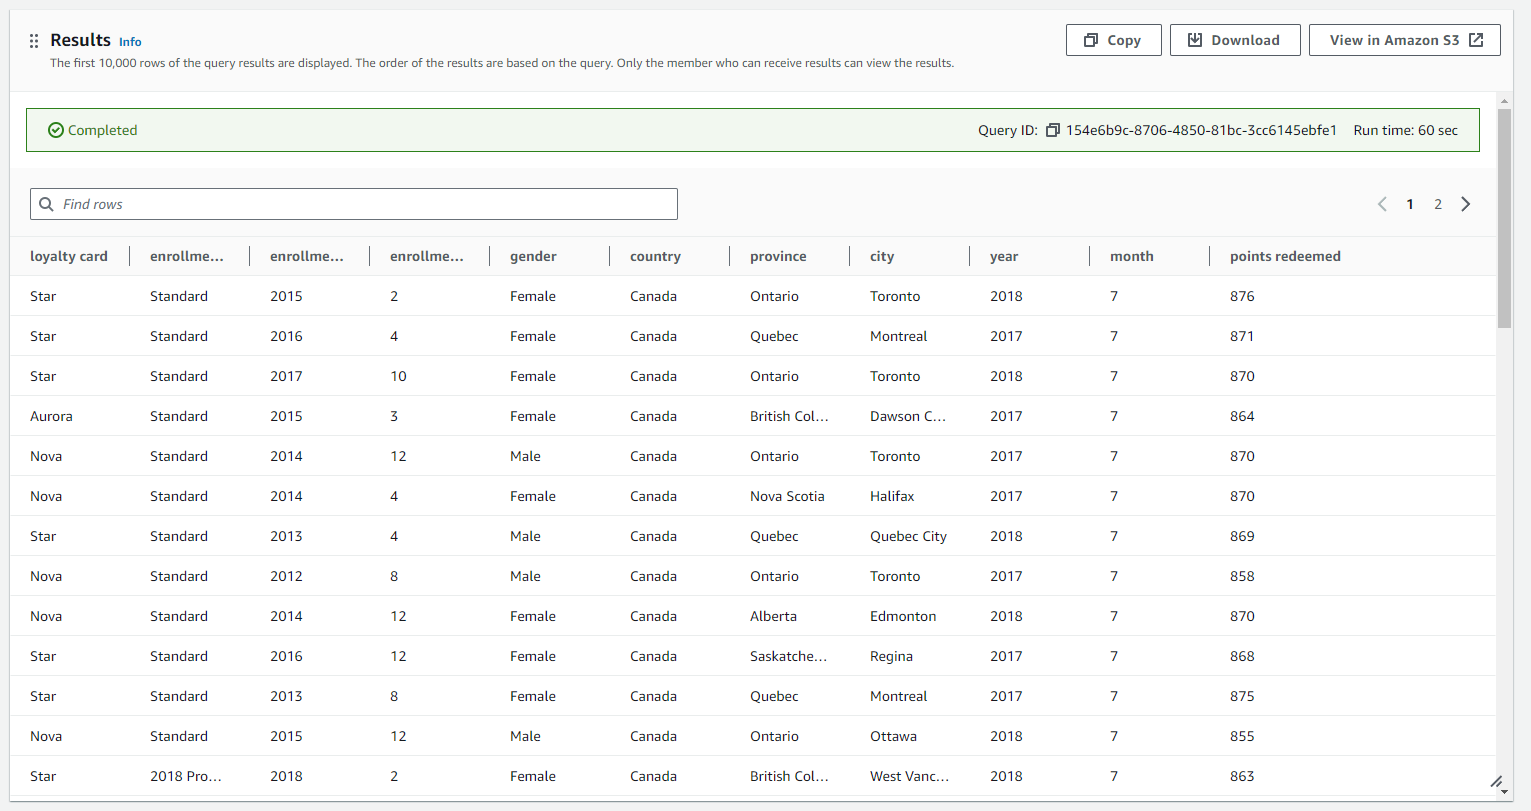 Results Info
Copy
Download
View in Amazon S3
The first 10,000 rows of the query results are displayed. The order of the results are based on the query. Only the member who can receive results can view the results.
Completed
Query ID: 154e6b9c-8706-4850-81bc-3cc6145ebfe1 Run time: 60 sec
Find rows
1 2
loyalty card enrollme... enrollme... enrollme... gender country province city year month points redeemed
Star Standard 2015 2 Female Canada Ontario Toronto 2018 7 876
Star Standard 2016 4 Female Canada Quebec Montreal 2017 7 871
Star Standard 2017 10 Female Canada Ontario Toronto 2018 7 870
Aurora Standard 2015 3 Female Canada British Col... Dawson C... 2017 7 864
Nova Standard 2014 12 Male Canada Ontario Toronto 2017 7 870
Nova Standard 2014 4 Female Canada Nova Scotia Halifax 2017 7 870
Star Standard 2013 4 Male Canada Quebec Quebec City 2018 7 869
Nova Standard 2012 8 Male Canada Ontario Toronto 2017 7 858
Nova Standard 2014 12 Female Canada Alberta Edmonton 2018 7 870
Star Standard 2016 12 Female Canada Saskatche... Regina 2017 7 868
Star Standard 2013 8 Female Canada Quebec Montreal 2017 7 875
Nova Standard 2015 12 Male Canada Ontario Ottawa 2018 7 855
Star 2018 Pro... 2018 2 Female Canada British Col... West Vanc... 2018 7 863